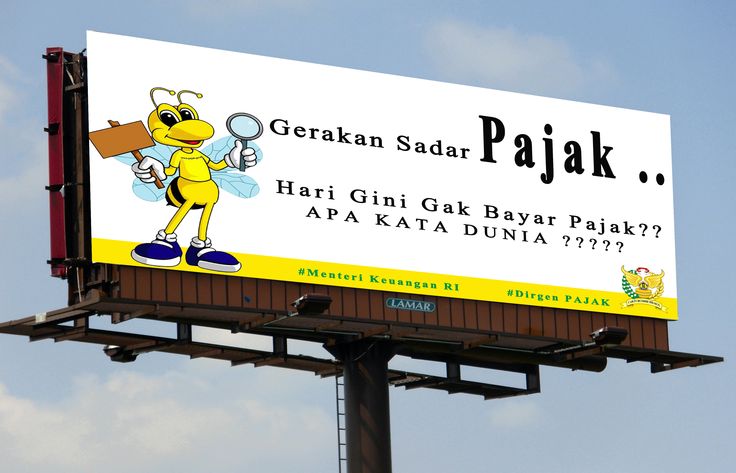 Gerakan Sadar Pajak ..
Hari Gini Gak Bayar Pajak??
APA KATA DUNIA ?????
#Menteri Keuangan RI
#Dirgen PAJAK
LAMAR